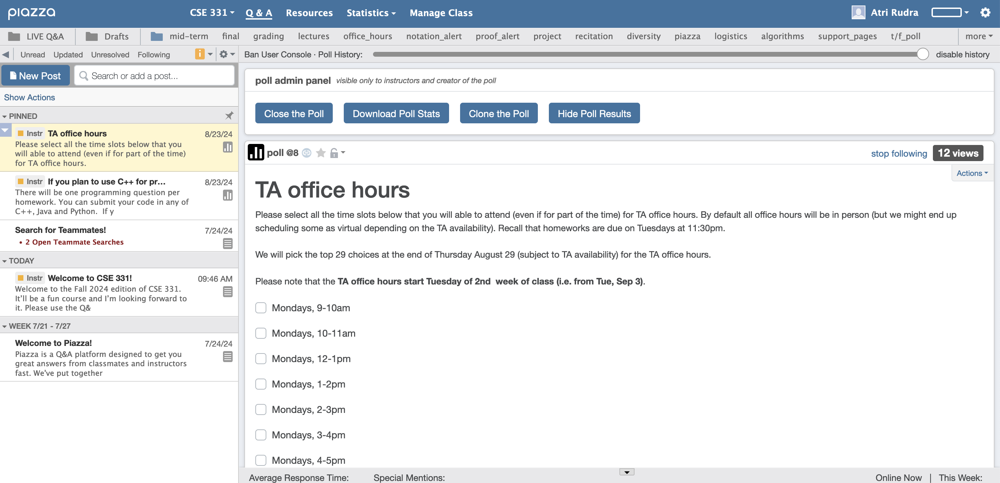 piazza
CSE 331 Q & A Resources Statistics Manage Class Atri Rudra
LIVE Q&A Drafts mid-term final grading lectures office_hours notation_alert proof_alert project recitation diversity piazza logistics algorithms support_pages t/f_poll more
Unread Updated Unresolved Following i
Ban User Console · Poll History: disable history
New Post Search or add a post...
Show Actions
PINNED
Instr TA office hours 8/23/24
Please select all the time slots below that you
will able to attend (even if for part of the time)
for TA office hours.
Instr If you plan to use C++ for pr... 8/23/24
There will be one programming question per
homework. You can submit your code in any of
C++, Java and Python.  If y
Search for Teammates! 7/24/24
• 2 Open Teammate Searches
TODAY
Instr Welcome to CSE 331! 09:46 AM
Welcome to the Fall 2024 edition of CSE 331.
It’ll be a fun course and I’m looking forward to
it. Please use the Q&
WEEK 7/21 - 7/27
Welcome to Piazza! 7/24/24
Piazza is a Q&A platform designed to get you
great answers from classmates and instructors
fast. We've put together
poll admin panel visible only to instructors and creator of the poll
Close the Poll Download Poll Stats Clone the Poll Hide Poll Results
poll @8 stop following 12 views
Actions
TA office hours
Please select all the time slots below that you will able to attend (even if for part of the time) for TA office hours. By default all office hours will be in person (but we might end up
scheduling some as virtual depending on the TA availability). Recall that homeworks are due on Tuesdays at 11:30pm.
We will pick the top 29 choices at the end of Thursday August 29 (subject to TA availability) for the TA office hours.
Please note that the TA office hours start Tuesday of 2nd  week of class (i.e. from Tue, Sep 3).
Mondays, 9-10am
Mondays, 10-11am
Mondays, 12-1pm
Mondays, 1-2pm
Mondays, 2-3pm
Mondays, 3-4pm
Mondays, 4-5pm
Average Response Time: Special Mentions: Online Now | This Week: